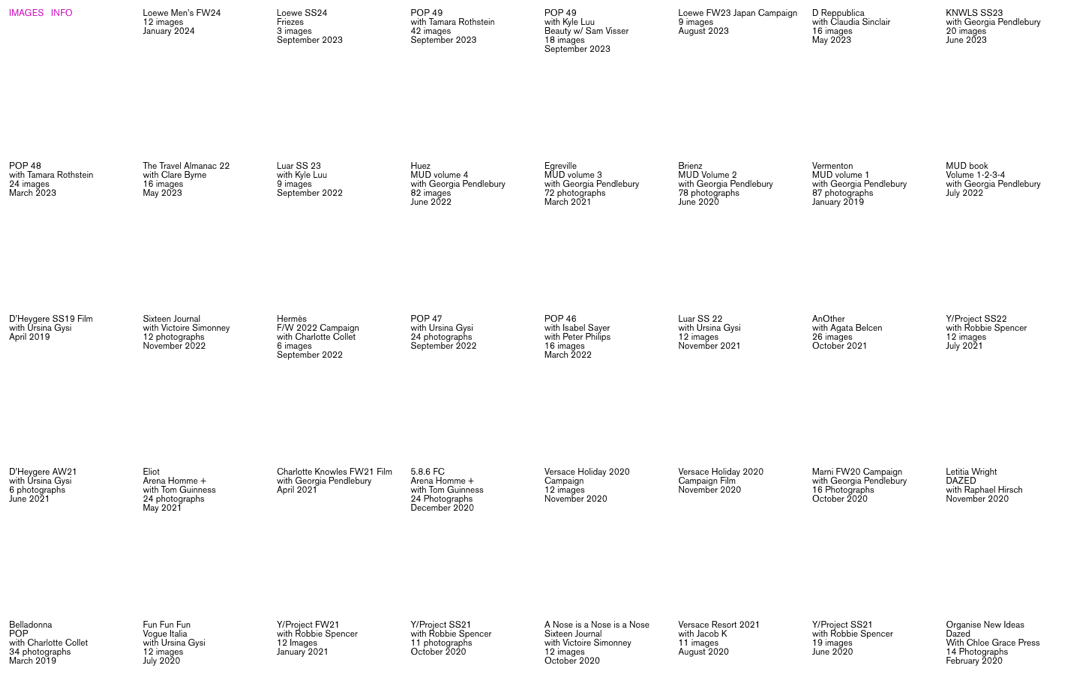 IMAGES INFO
Loewe Men's FW24
12 images
January 2024
Loewe SS24
Friezes
3 images
September 2023
POP 49
with Tamara Rothstein
42 images
September 2023
POP 49
with Kyle Luu
Beauty w/ Sam Visser
18 images
September 2023
Loewe FW23 Japan Campaign
9 images
August 2023
D Reppublica
with Claudia Sinclair
16 images
May 2023
KNWLS SS23
with Georgia Pendlebury
20 images
June 2023
POP 48
with Tamara Rothstein
24 images
March 2023
The Travel Almanac 22
with Clare Byrne
16 images
May 2023
Luar SS 23
with Kyle Luu
9 images
September 2022
Huez
MUD volume 4
with Georgia Pendlebury
82 images
June 2022
Egreville
MUD volume 3
with Georgia Pendlebury
72 photographs
March 2021
Brienz
MUD Volume 2
with Georgia Pendlebury
78 photographs
June 2020
Vermenton
MUD volume 1
with Georgia Pendlebury
87 photographs
January 2019
MUD book
Volume 1-2-3-4
with Georgia Pendlebury
July 2022
D'Heygere SS19 Film
with Ursina Gysi
April 2019
Sixteen Journal
with Victoire Simonney
12 photographs
November 2022
Hermès
F/W 2022 Campaign
with Charlotte Collet
6 images
September 2022
POP 47
with Ursina Gysi
24 photographs
September 2022
POP 46
with Isabel Sayer
with Peter Philips
16 images
March 2022
Luar SS 22
with Ursina Gysi
12 images
November 2021
AnOther
with Agata Belcen
26 images
October 2021
Y/Project SS22
with Robbie Spencer
12 images
July 2021
D'Heygere AW21
with Ursina Gysi
6 photographs
June 2021
Eliot
Arena Homme +
with Tom Guinness
24 photographs
May 2021
Charlotte Knowles FW21 Film
with Georgia Pendlebury
April 2021
5.8.6 FC
Arena Homme +
with Tom Guinness
24 Photographs
December 2020
Versace Holiday 2020
Campaign
12 images
November 2020
Versace Holiday 2020
Campaign Film
November 2020
Marni FW20 Campaign
with Georgia Pendlebury
16 Photographs
October 2020
Letitia Wright
DAZED
with Raphael Hirsch
November 2020
Belladonna
POP
with Charlotte Collet
34 photographs
March 2019
Fun Fun Fun
Vogue Italia
with Ursina Gysi
12 images
July 2020
Y/Project FW21
with Robbie Spencer
12 Images
January 2021
Y/Project SS21
with Robbie Spencer
11 photographs
October 2020
A Nose is a Nose is a Nose
Sixteen Journal
with Victoire Simonney
12 images
October 2020
Versace Resort 2021
with Jacob K
11 images
August 2020
Y/Project SS21
with Robbie Spencer
19 images
June 2020
Organise New Ideas
Dazed
With Chloe Grace Press
14 Photographs
February 2020